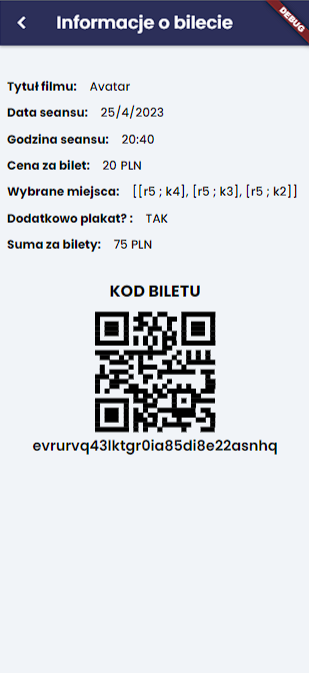 Informacje o bilecie
DEBUG
Tytuł filmu: Avatar
Data seansu: 25/4/2023
Godzina seansu: 20:40
Cena za bilet: 20 PLN
Wybrane miejsca: [[r5 ; k4], [r5 ; k3], [r5 ; k2]]
Dodatkowo plakat? : TAK
Suma za bilety: 75 PLN
KOD BILETU
evrurvq43lktgr0ia85di8e22asnhq